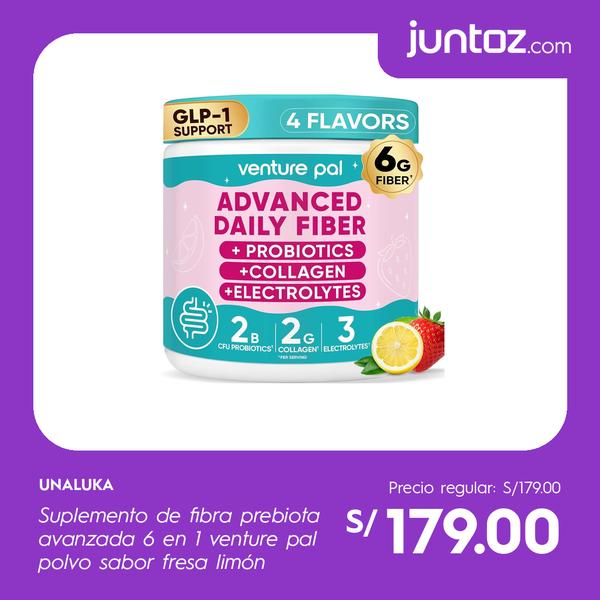 juntoz.com
GLP-1
SUPPORT
4 FLAVORS
venture pal
6G
FIBER†
ADVANCED
DAILY FIBER
+ PROBIOTICS
+COLLAGEN
+ELECTROLYTES
2B
CFU PROBIOTICS†
2G
COLLAGEN†
3
ELECTROLYTES†
†PER SERVING
UNALUKA
Suplemento de fibra prebiota
avanzada 6 en 1 venture pal
polvo sabor fresa limón
Precio regular: S/179.00
S/179.00